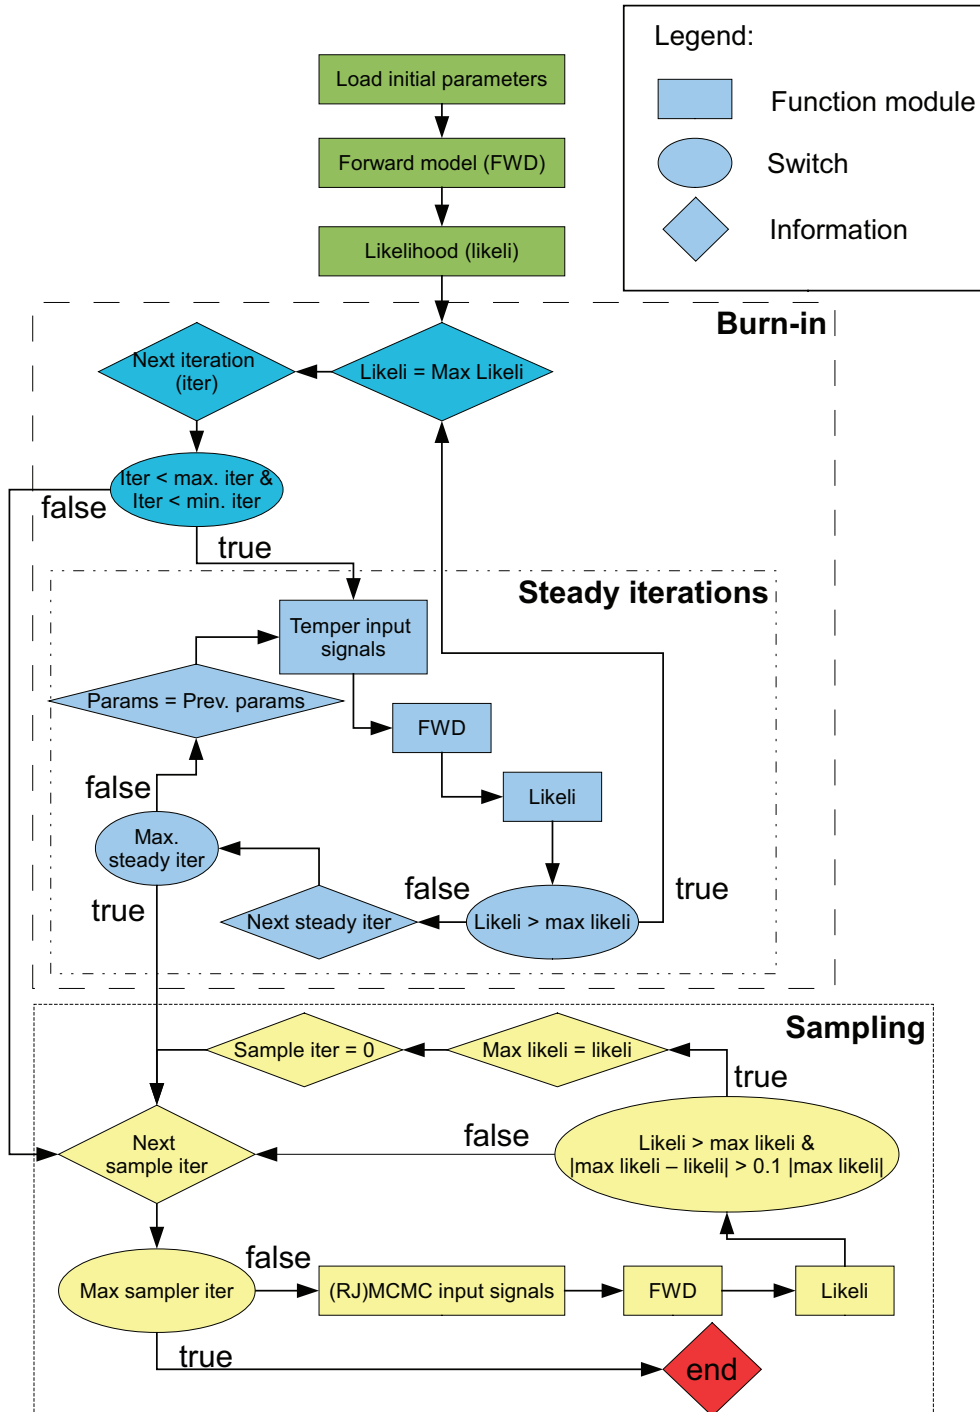 Legend:
Function module
Switch
Information
Load initial parameters
Forward model (FWD)
Likelihood (likeli)
Burn-in
Next iteration
(iter)
Likeli = Max Likeli
Iter < max. iter &
Iter < min. iter
false
true
Steady iterations
Temper input
signals
Params = Prev. params
FWD
false
Likeli
Max.
steady iter
true
false
true
Next steady iter
Likeli > max likeli
Sampling
Sample iter = 0
Max likeli = likeli
true
Next
sample iter
false
Likeli > max likeli &
|max likeli – likeli| > 0.1 |max likeli|
false
Max sampler iter
(RJ)MCMC input signals
FWD
Likeli
true
end